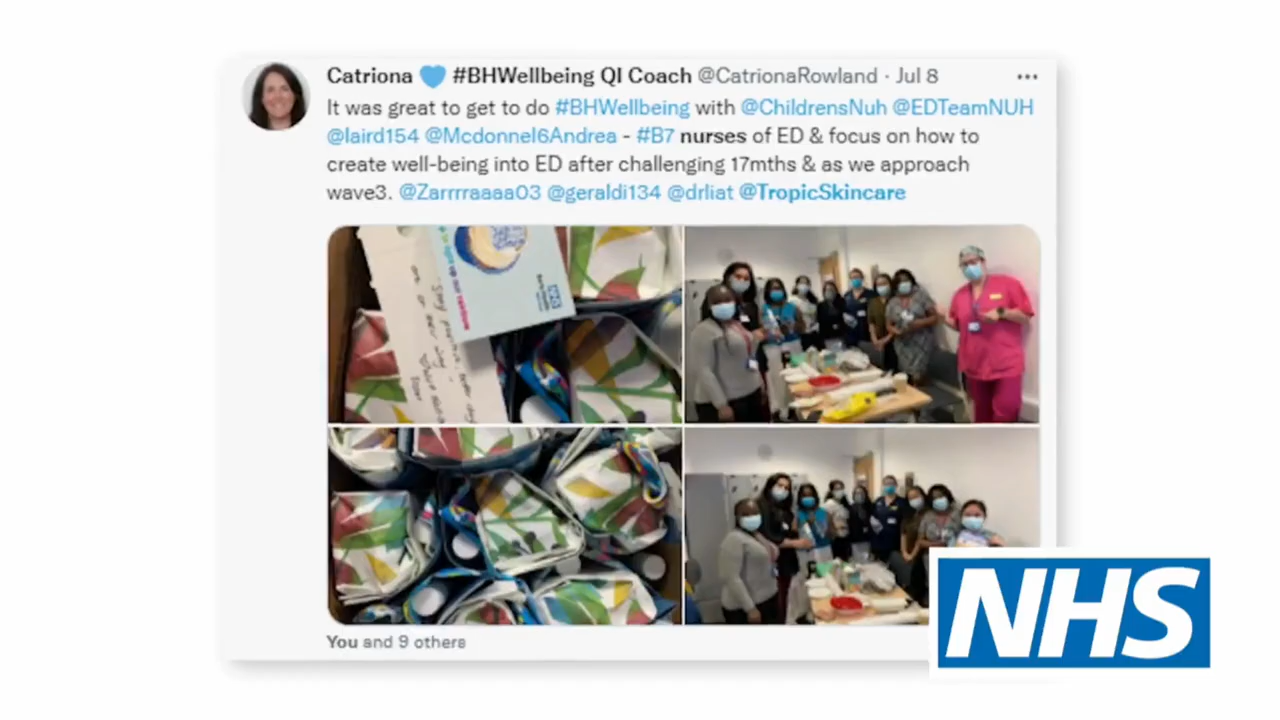 Catriona 💙 #BHWellbeing QI Coach @CatrionaRowland · Jul 8
It was great to get to do #BHWellbeing with @ChildrensNuh @EDTeamNUH
@laird154 @Mcdonnel6Andrea - #B7 nurses of ED & focus on how to
create well-being into ED after challenging 17mths & as we approach
wave3. @Zarrrraaaa03 @geraldi134 @drliat @TropicSkincare
NHS
You and 9 others
NHS